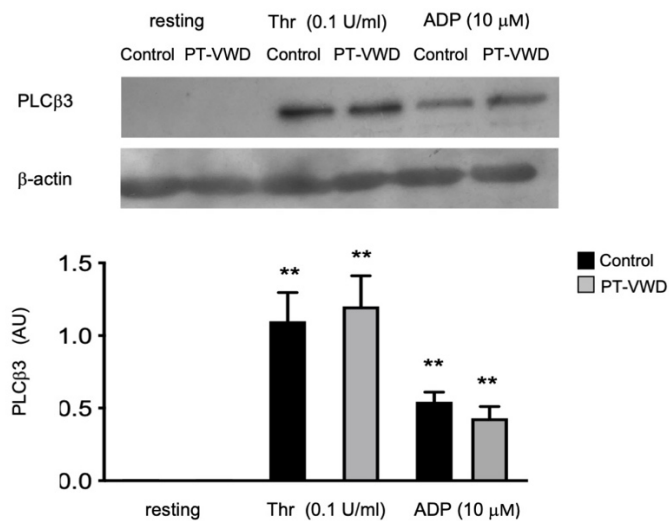 resting Thr (0.1 U/ml) ADP (10 μM)
Control PT-VWD Control PT-VWD Control PT-VWD
PLCβ3
β-actin
1.5
1.0
0.5
0.0
PLCβ3 (AU)
** ** ** **
Control
PT-VWD
resting Thr (0.1 U/ml) ADP (10 μM)